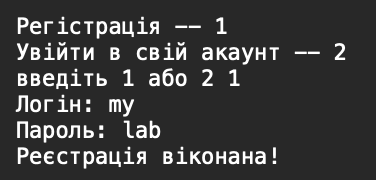 Регістрація -- 1
Увійти в свій акаунт -- 2
введіть 1 або 2 1
Логін: my
Пароль: lab
Реєстрація віконана!